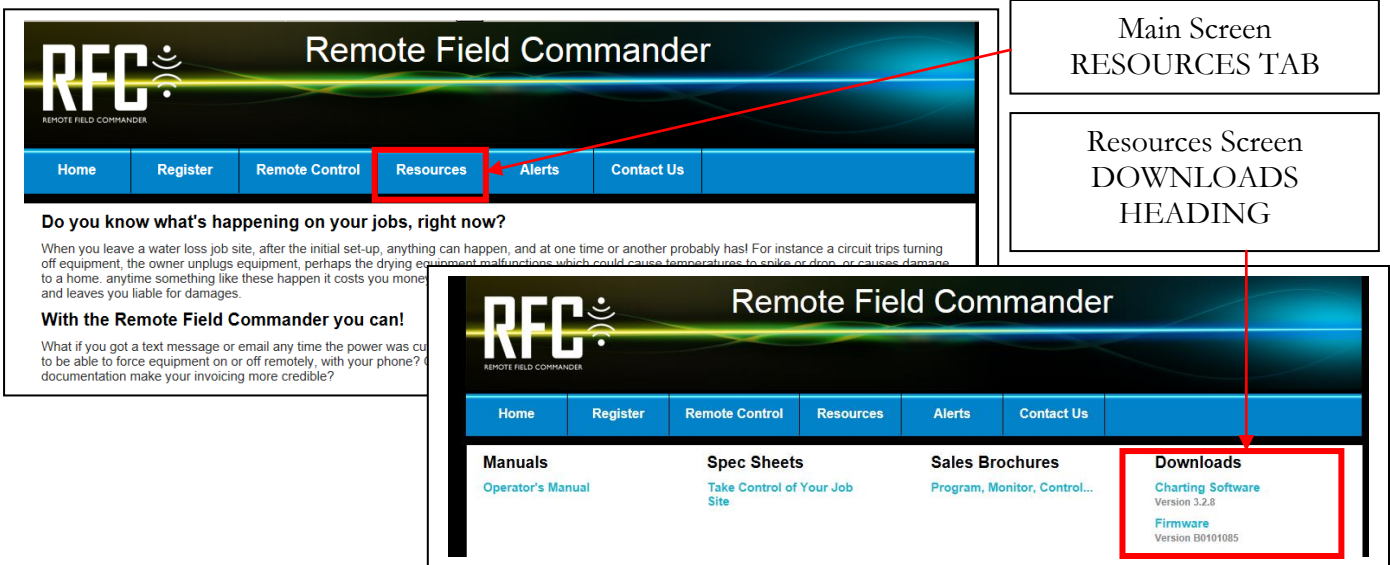 Main Screen
RESOURCES TAB
Resources Screen
DOWNLOADS
HEADING
RFC
REMOTE FIELD COMMANDER
Remote Field Commander
Home Register Remote Control Resources Alerts Contact Us
Do you know what's happening on your jobs, right now?
When you leave a water loss job site, after the initial set-up, anything can happen, and at one time or another probably has! For instance a circuit trips turning
off equipment, the owner unplugs equipment, perhaps the drying equipment malfunctions which could cause temperatures to spike or drop, or causes damage
to a home. anytime something like these happen it costs you money
and leaves you liable for damages.
With the Remote Field Commander you can!
What if you got a text message or email any time the power was cu
to be able to force equipment on or off remotely, with your phone?
documentation make your invoicing more credible?
RFC
REMOTE FIELD COMMANDER
Remote Field Commander
Home Register Remote Control Resources Alerts Contact Us
Manuals
Operator's Manual
Spec Sheets
Take Control of Your Job
Site
Sales Brochures
Program, Monitor, Control...
Downloads
Charting Software
Version 3.2.8
Firmware
Version B0101085